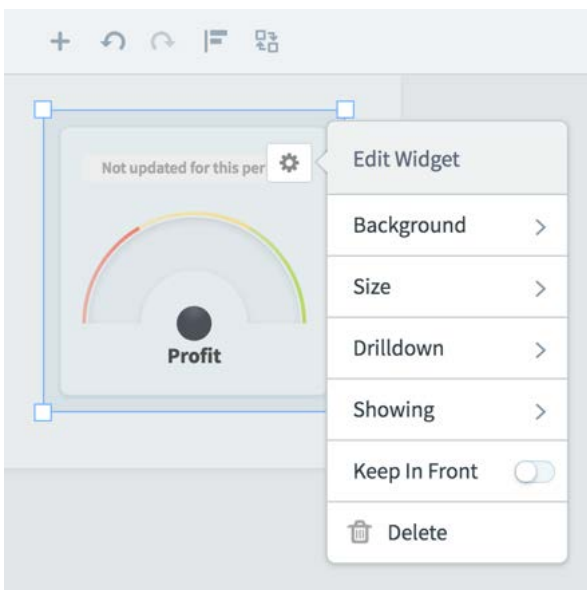 Not updated for this per
Edit Widget
Background
Size
Drilldown
Profit
Showing
Keep In Front
Delete